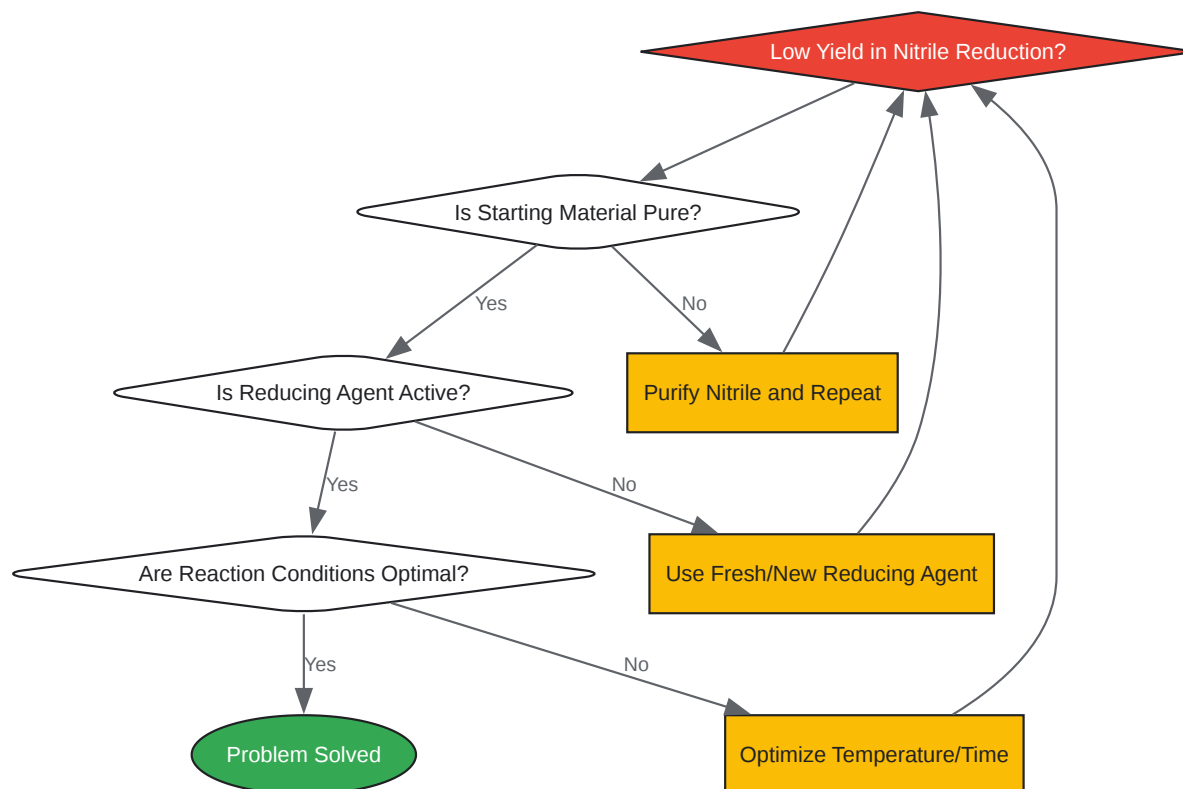 Low Yield in Nitrile Reduction?
Is Starting Material Pure?
Yes
No
Is Reducing Agent Active?
Purify Nitrile and Repeat
Yes
No
Are Reaction Conditions Optimal?
Use Fresh/New Reducing Agent
Yes
No
Problem Solved
Optimize Temperature/Time